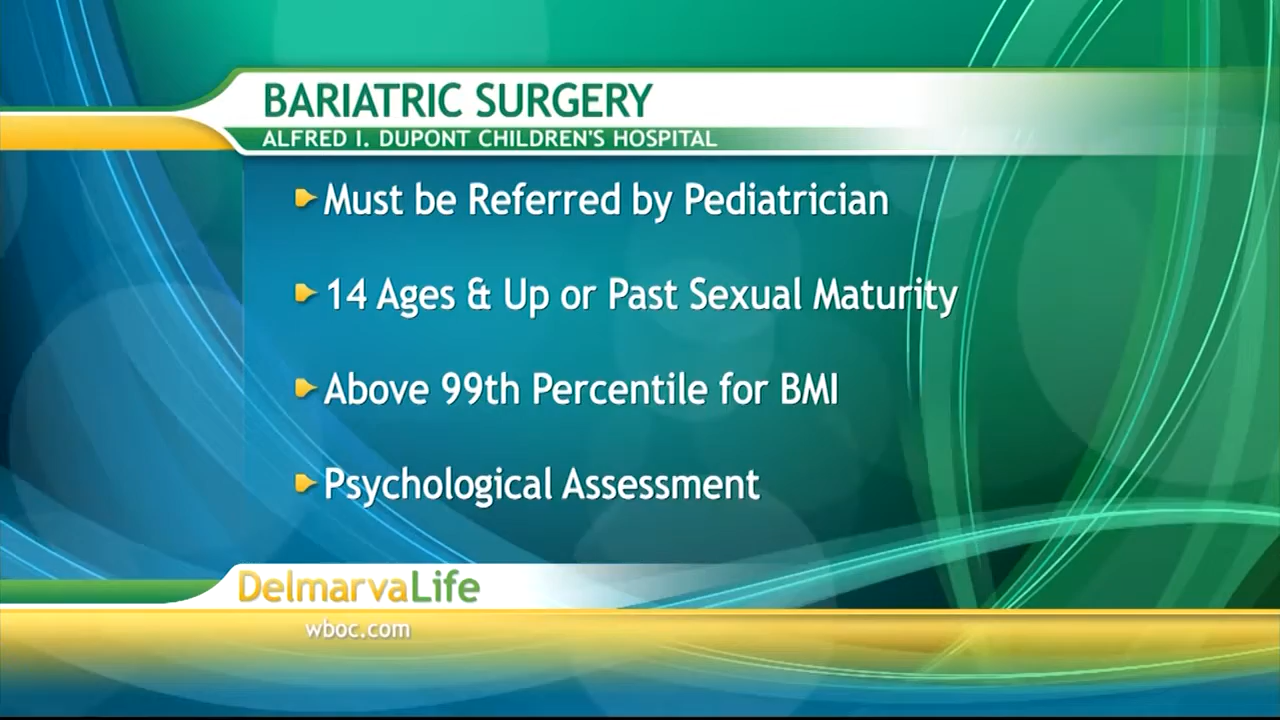 BARIATRIC SURGERY
ALFRED I. DUPONT CHILDREN'S HOSPITAL
Must be Referred by Pediatrician
14 Ages & Up or Past Sexual Maturity
Above 99th Percentile for BMI
Psychological Assessment
DelmarvaLife
wboc.com